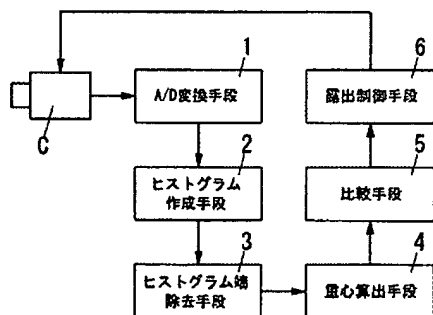 1
6
A/D変換手段
露出制御手段
C
2
5
ヒストグラム
作成手段
比較手段
3
4
ヒストグラム端
除去手段
重心算出手段